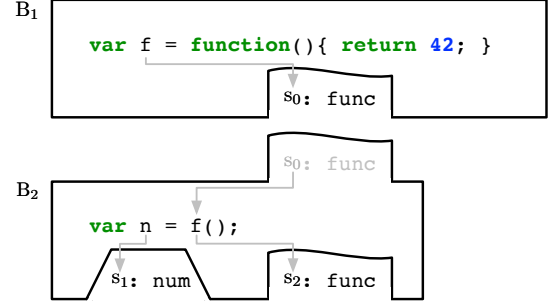 B₁
var f = function(){ return 42; }
s₀: func
s₀: func
B₂
var n = f();
s₁: num s₂: func